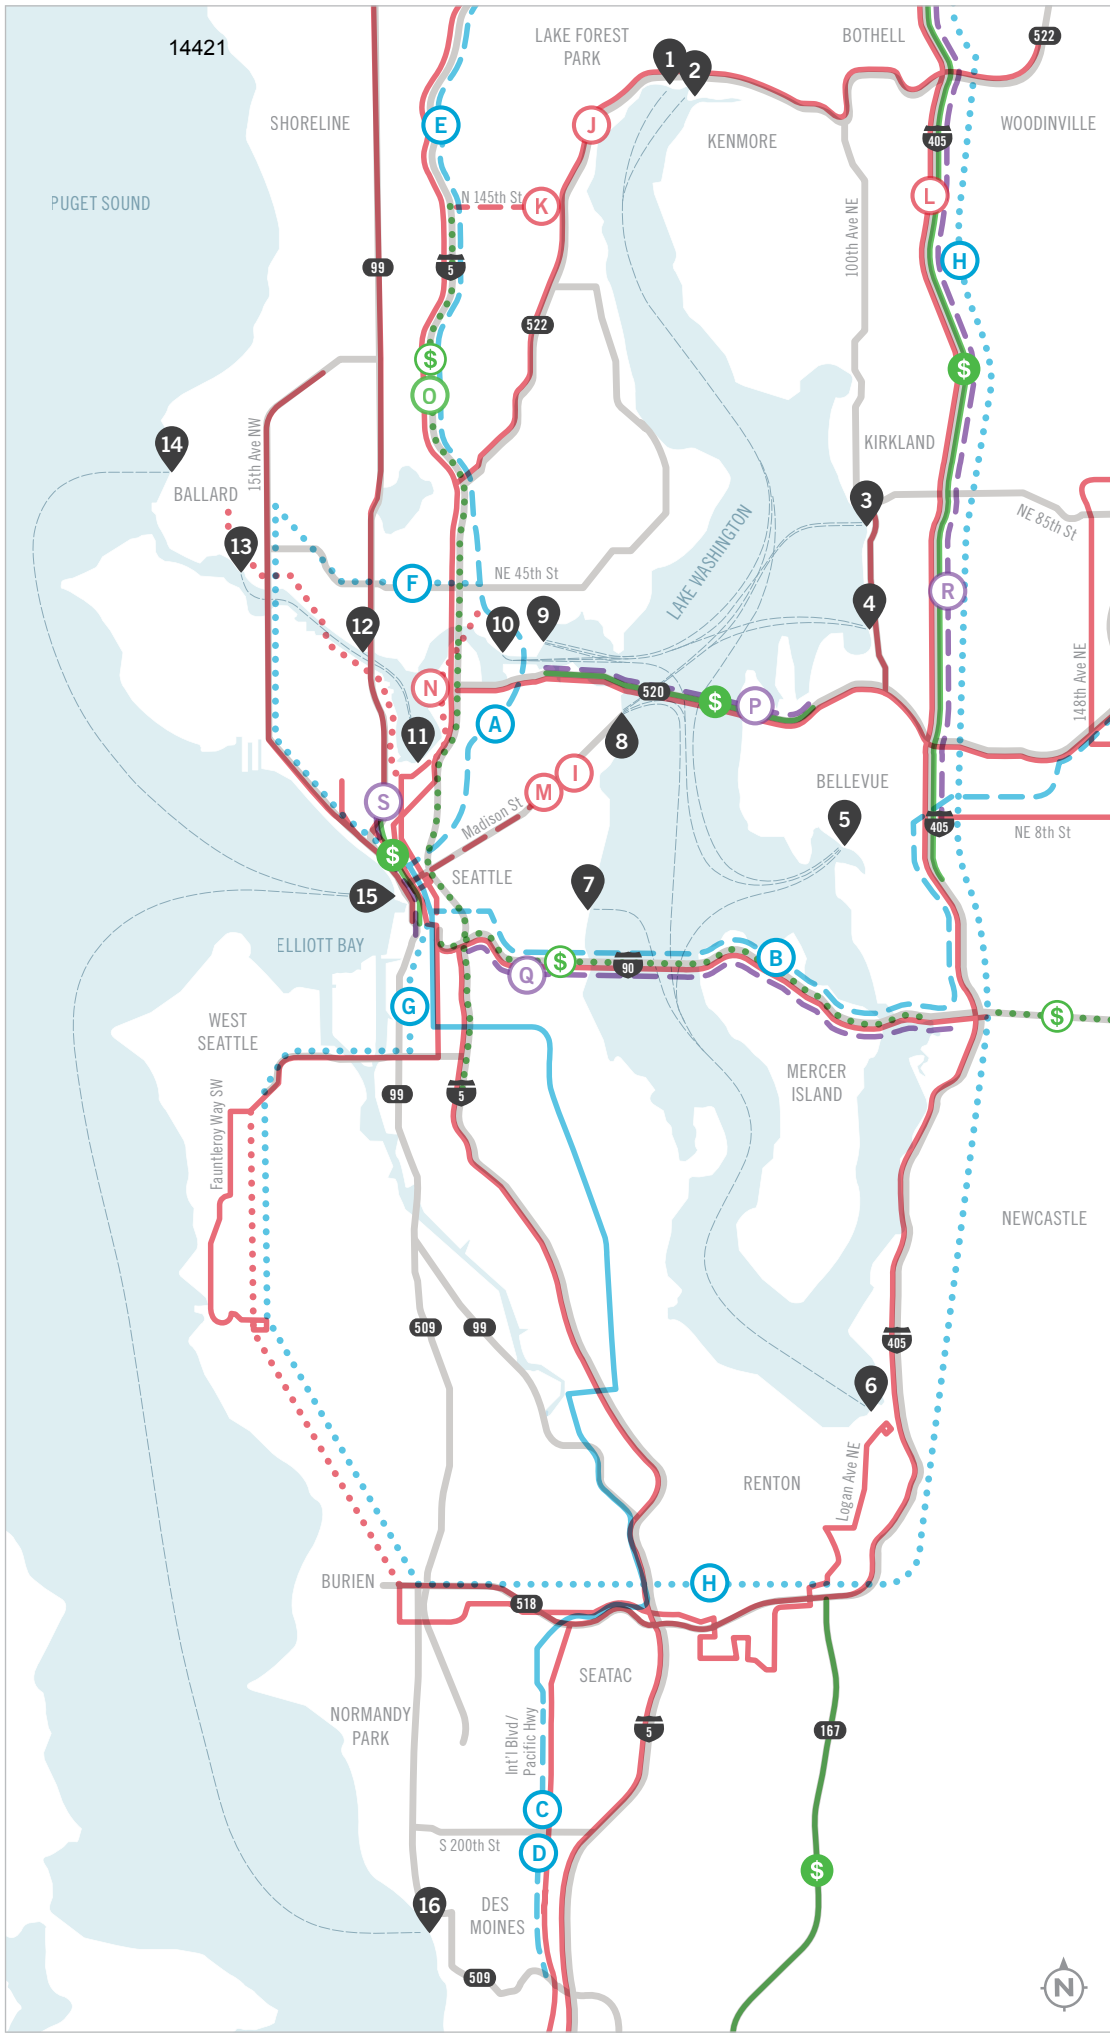 14421
LAKE FOREST
PARK
BOTHELL
522
1
2
SHORELINE
E
J
KENMORE
405
WOODINVILLE
PUGET SOUND
N 145th St
K
L
100th Ave NE
99
5
H
522
$
O
$
15th Ave NW
14
KIRKLAND
BALLARD
3
NE 85th St
13
LAKE WASHINGTON
F
NE 45th St
R
12
10
9
4
N
520
$
P
148th Ave NE
A
11
8
I
M
BELLEVUE
S
Madison St
5
405
NE 8th St
$
SEATTLE
7
15
ELLIOTT BAY
Q
$
90
B
G
$
WEST
SEATTLE
MERCER
ISLAND
99
5
Fauntleroy Way SW
NEWCASTLE
509
99
405
6
Logan Ave NE
RENTON
BURIEN
H
518
SEATAC
NORMANDY
PARK
Int'l Blvd/
Pacific Hwy
5
167
C
S 200th St
D
$
16
DES
MOINES
509
N